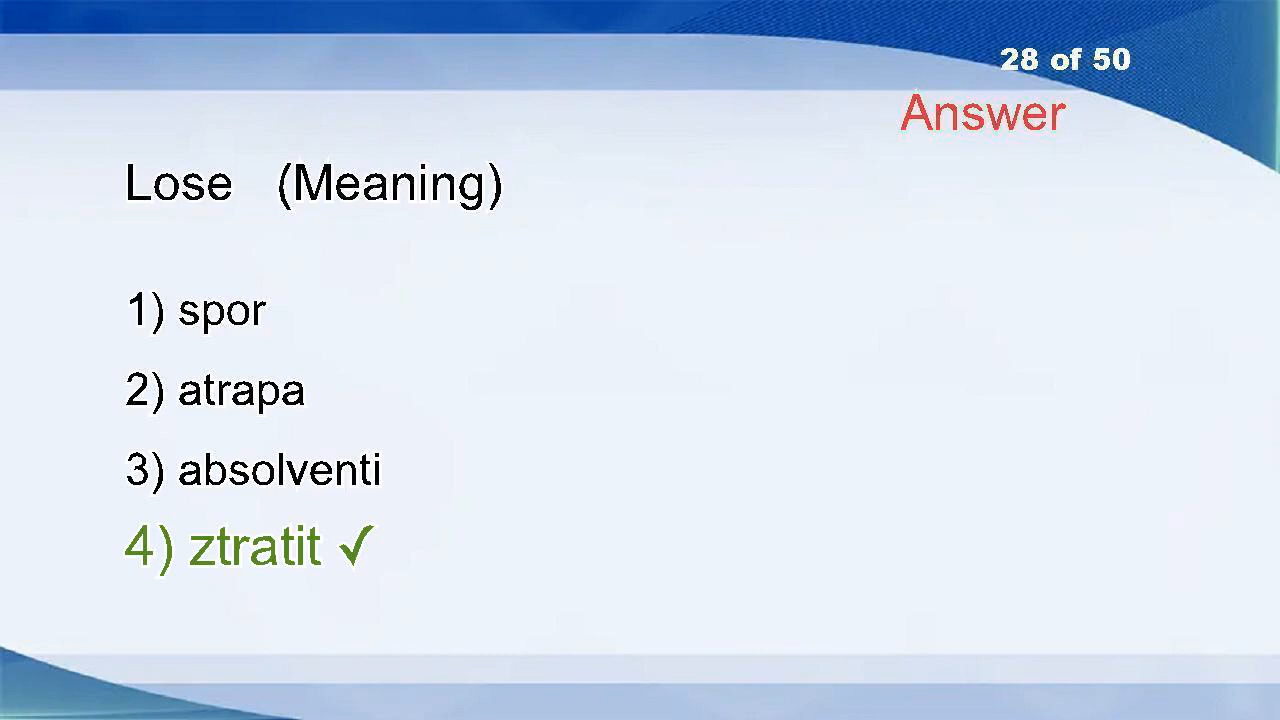 28 of 50
Answer
Lose (Meaning)
1) spor
2) atrapa
3) absolventi
4) ztratit ✓